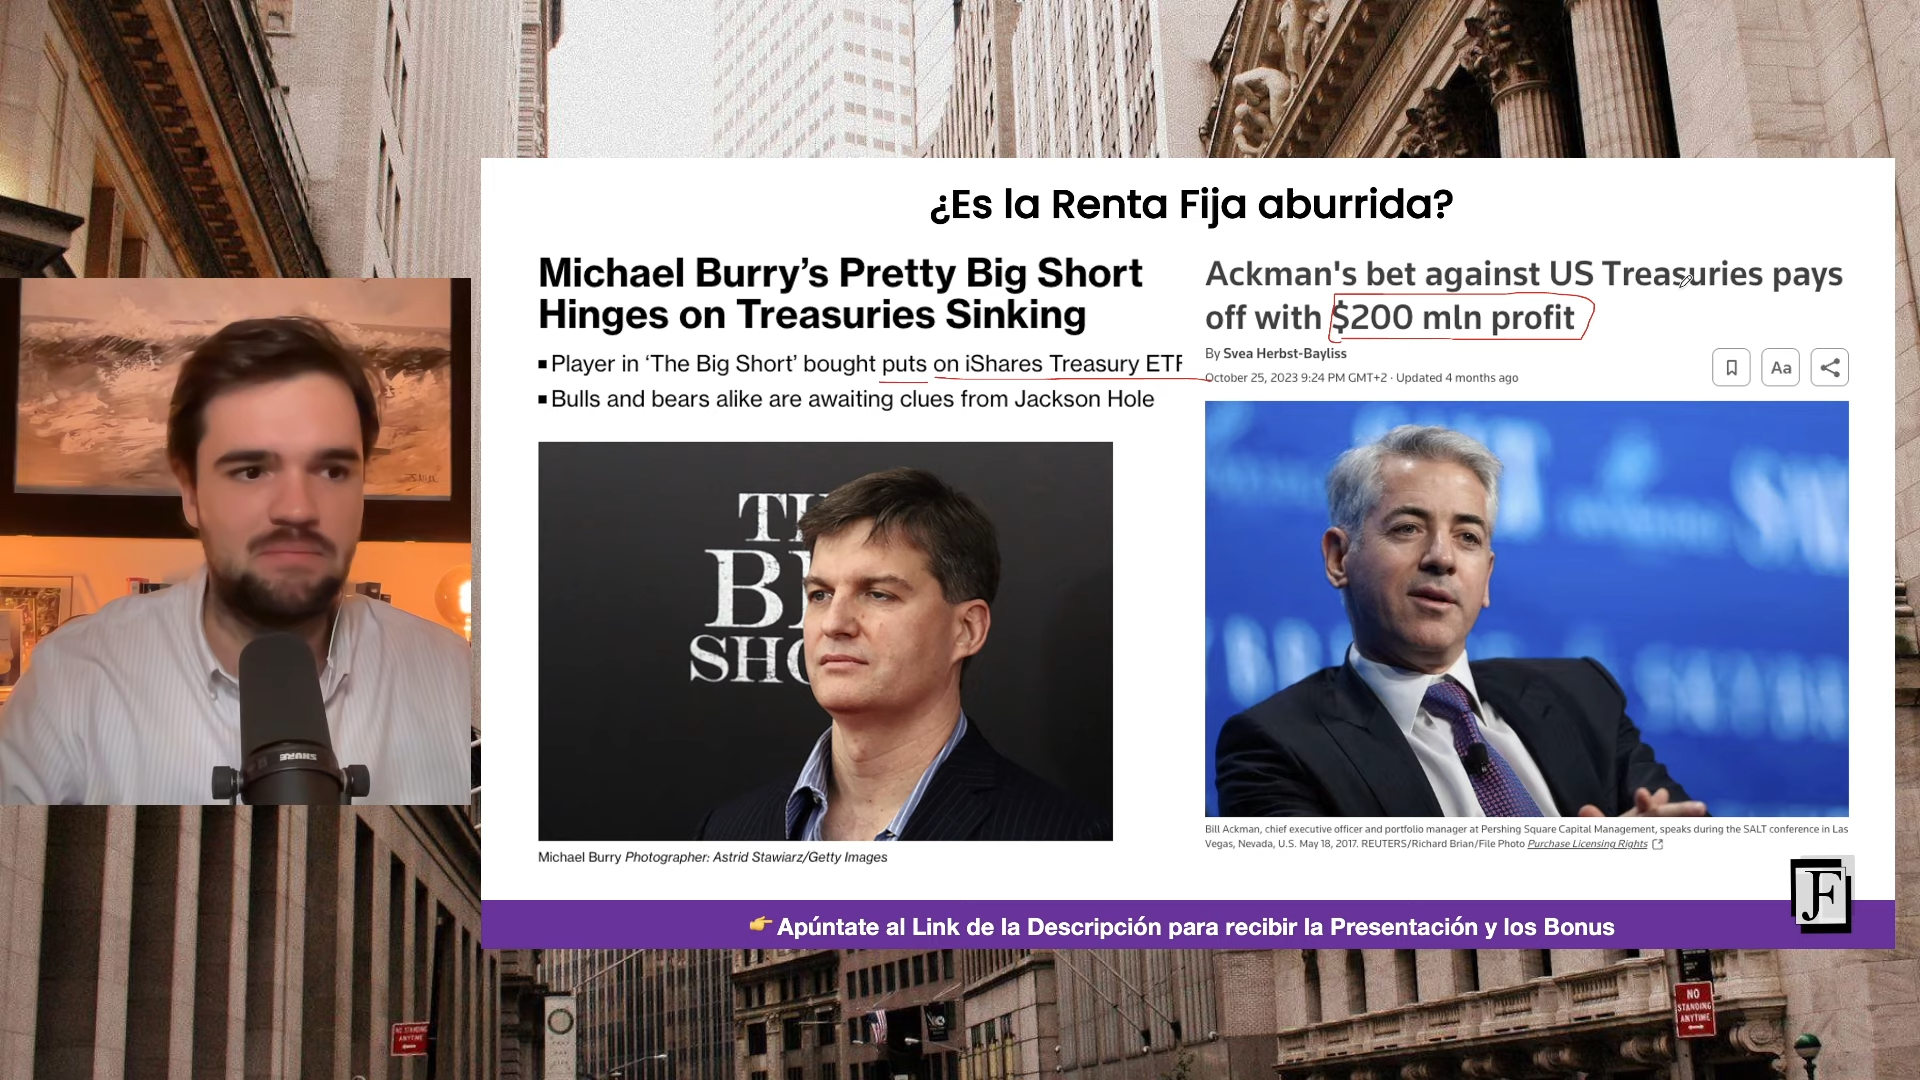 ¿Es la Renta Fija aburrida?
Michael Burry’s Pretty Big Short
Hinges on Treasuries Sinking
▪ Player in ‘The Big Short’ bought puts on iShares Treasury ETF
▪ Bulls and bears alike are awaiting clues from Jackson Hole
THE
BI
SHO
Michael Burry Photographer: Astrid Stawiarz/Getty Images
Ackman's bet against US Treasuries pays
off with $200 mln profit
By Svea Herbst-Bayliss
October 25, 2023 9:24 PM GMT+2 · Updated 4 months ago
Aa
Bill Ackman, chief executive officer and portfolio manager at Pershing Square Capital Management, speaks during the SALT conference in Las
Vegas, Nevada, U.S. May 18, 2017. REUTERS/Richard Brian/File Photo Purchase Licensing Rights
JF
👉 Apúntate al Link de la Descripción para recibir la Presentación y los Bonus
SHURE
NO STANDING
ANYTIME
NO
STANDING
ANYTIME